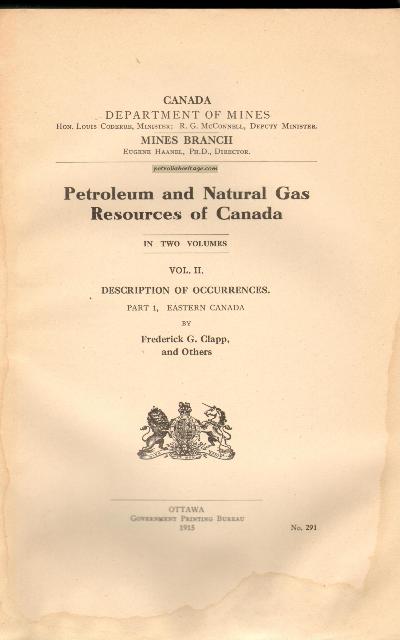 CANADA
DEPARTMENT OF MINES
HON. LOUIS CODERRE, MINISTER; R. G. MCCONNELL, DEPUTY MINISTER.
MINES BRANCH
EUGENE HAANEL, PH.D., DIRECTOR.
petroliaheritage.com
Petroleum and Natural Gas
Resources of Canada
IN TWO VOLUMES
VOL. II.
DESCRIPTION OF OCCURRENCES.
PART 1, EASTERN CANADA
BY
Frederick G. Clapp,
and Others
OTTAWA
GOVERNMENT PRINTING BUREAU
1915
No. 291